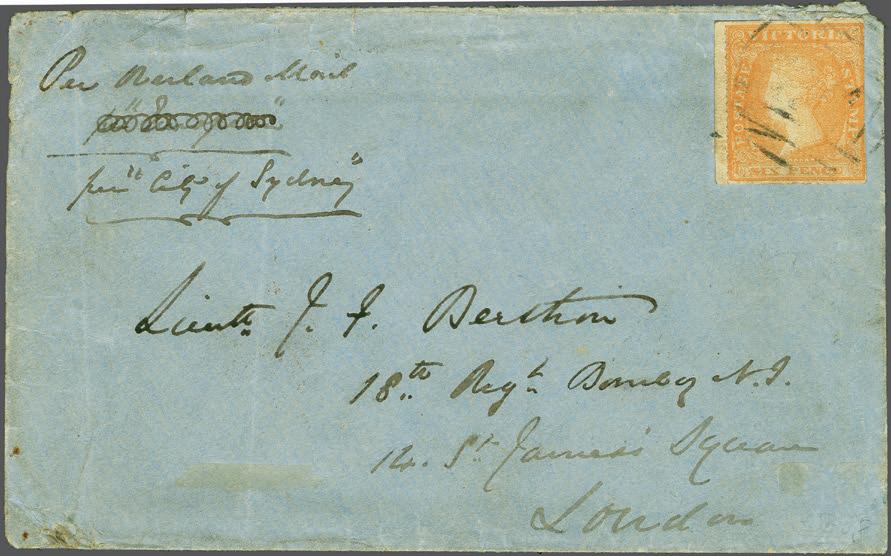 Per Overland Mail
per "City of Sydney"
VICTORIA
POSTAGE STAMP
SIX PENCE
Lieutn. J. F. Berthon
18th Regt. Bombay N.I.
14. St. James's Square
London